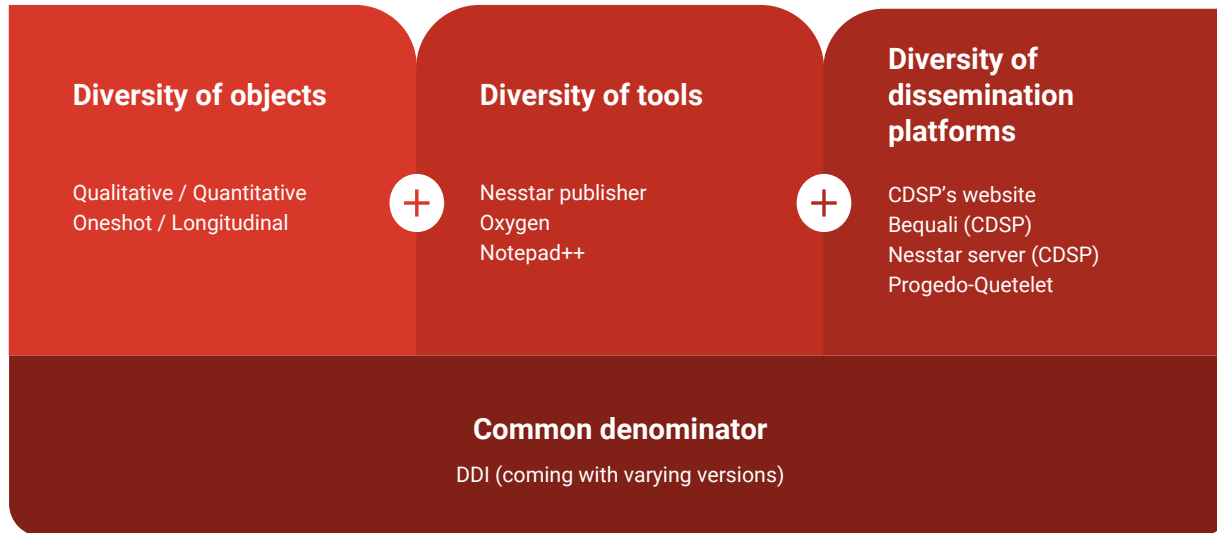 Diversity of objects
Qualitative / Quantitative
Oneshot / Longitudinal
Diversity of tools
Nesstar publisher
Oxygen
Notepad++
Diversity of
dissemination
platforms
CDSP’s website
Bequali (CDSP)
Nesstar server (CDSP)
Progedo-Quetelet
Common denominator
DDI (coming with varying versions)